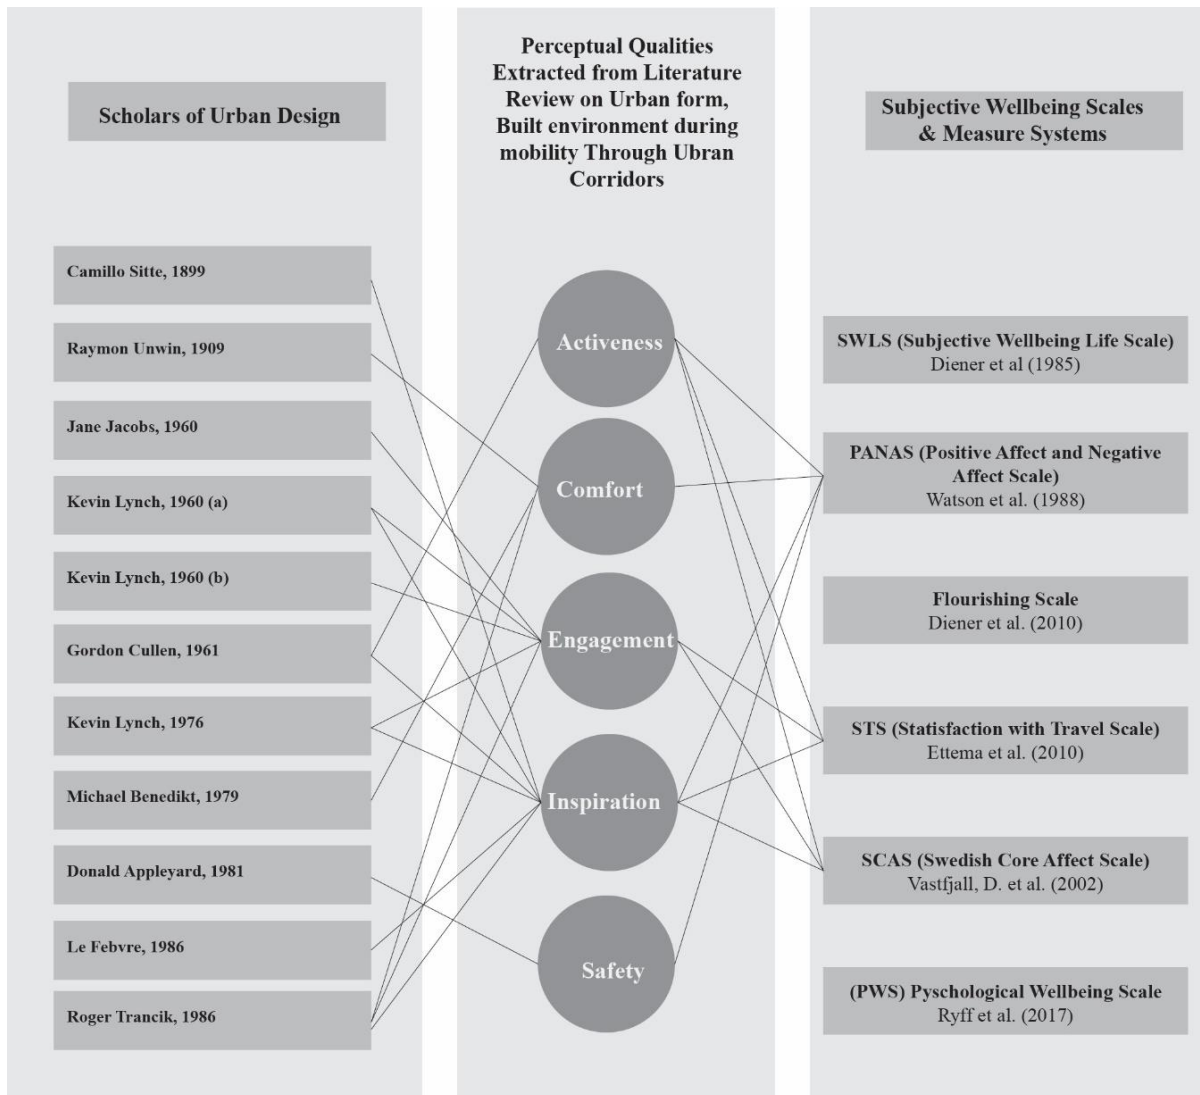 Scholars of Urban Design
Camillo Sitte, 1899
Raymon Unwin, 1909
Jane Jacobs, 1960
Kevin Lynch, 1960 (a)
Kevin Lynch, 1960 (b)
Gordon Cullen, 1961
Kevin Lynch, 1976
Michael Benedikt, 1979
Donald Appleyard, 1981
Le Febvre, 1986
Roger Trancik, 1986
Perceptual Qualities
Extracted from Literature
Review on Urban form,
Built environment during
mobility Through Ubran
Corridors
Activeness
Comfort
Engagement
Inspiration
Safety
Subjective Wellbeing Scales
& Measure Systems
SWLS (Subjective Wellbeing Life Scale)
Diener et al (1985)
PANAS (Positive Affect and Negative
Affect Scale)
Watson et al. (1988)
Flourishing Scale
Diener et al. (2010)
STS (Statisfaction with Travel Scale)
Ettema et al. (2010)
SCAS (Swedish Core Affect Scale)
Vastfjall, D. et al. (2002)
(PWS) Pyschological Wellbeing Scale
Ryff et al. (2017)